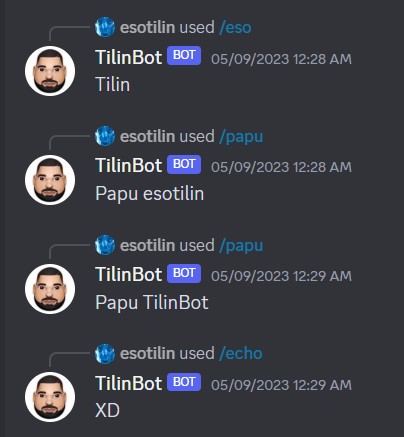 esotilin used /eso
TilinBot BOT 05/09/2023 12:28 AM
Tilin
esotilin used /papu
TilinBot BOT 05/09/2023 12:28 AM
Papu esotilin
esotilin used /papu
TilinBot BOT 05/09/2023 12:29 AM
Papu TilinBot
esotilin used /echo
TilinBot BOT 05/09/2023 12:29 AM
XD